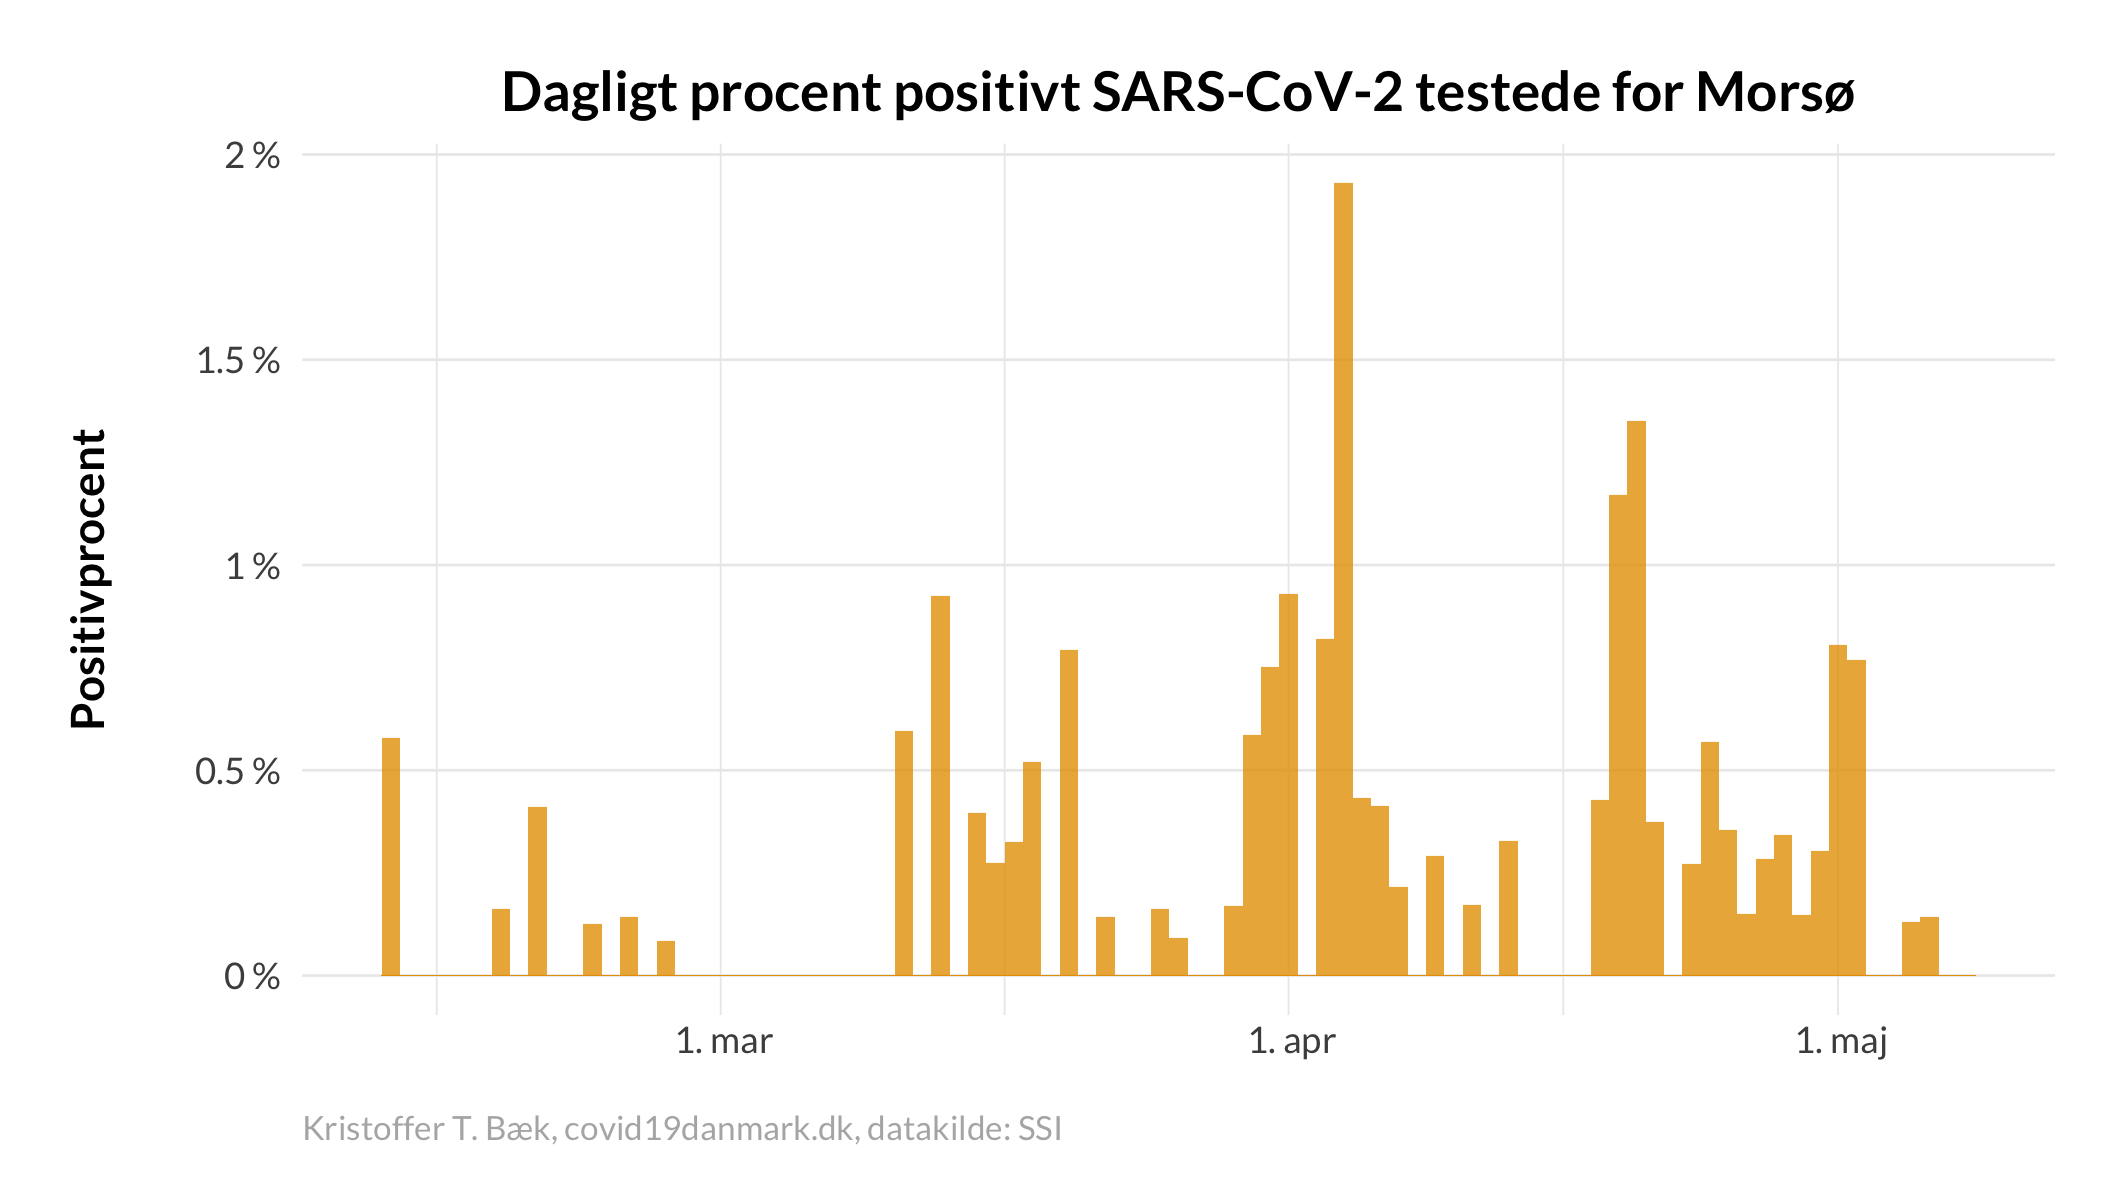 Dagligt procent positivt SARS-CoV-2 testede for Morsø
2 %
1.5 %
1 %
0.5 %
0 %
Positivprocent
1. mar
1. apr
1. maj
Kristoffer T. Bæk, covid19danmark.dk, datakilde: SSI